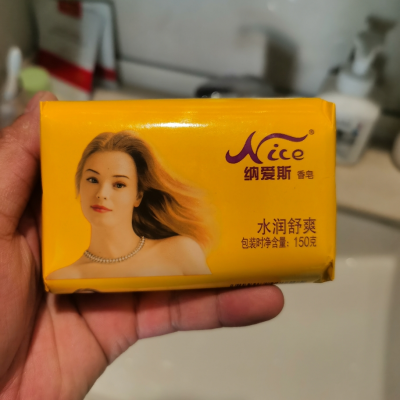 Nice®
纳爱斯 香皂
水润舒爽
包装时净含量：150克